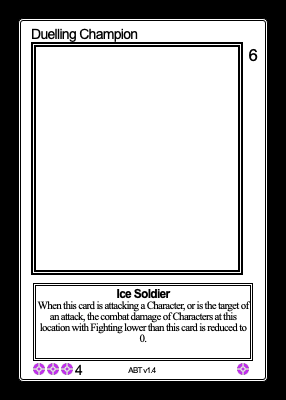 Duelling Champion
6
Ice Soldier
When this card is attacking a Character, or is the target of
an attack, the combat damage of Characters at this
location with Fighting lower than this card is reduced to
0.
4
ABT v1.4